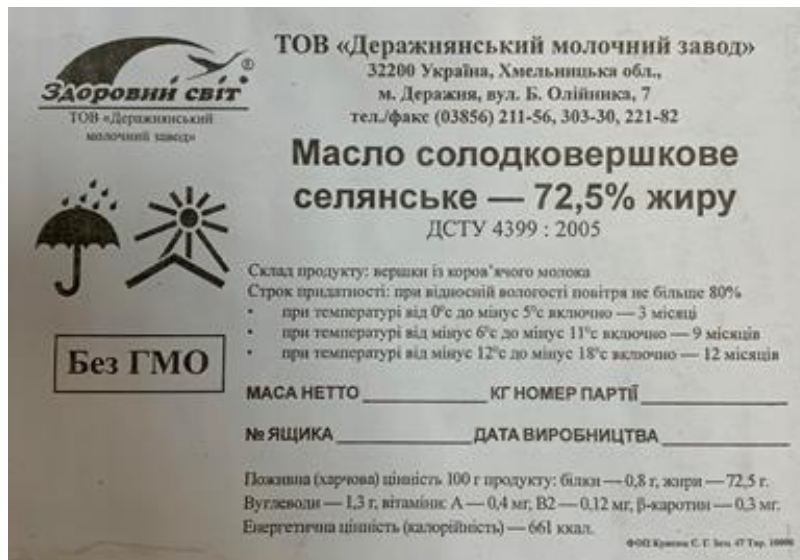 Здоровий світ ®
ТОВ «Деражнянський
молочний завод»
ТОВ «Деражнянський молочний завод»
32200 Україна, Хмельницька обл.,
м. Деражня, вул. Б. Олійника, 7
тел./факс (03856) 211-56, 303-30, 221-82
Масло солодковершкове
селянське — 72,5% жиру
ДСТУ 4399 : 2005
Склад продукту: вершки із коров’ячого молока
Строк придатності: при відносній вологості повітря не більше 80%
• при температурі від 0°с до мінус 5°с включно — 3 місяці
• при температурі від мінус 6°с до мінус 11°с включно — 9 місяців
• при температурі від мінус 12°с до мінус 18°с включно — 12 місяців
Без ГМО
МАСА НЕТТО КГ НОМЕР ПАРТІЇ
№ ЯЩИКА ДАТА ВИРОБНИЦТВА
Поживна (харчова) цінність 100 г продукту: білки — 0,8 г, жири — 72,5 г.
Вуглеводи — 1,3 г, вітаміни: А — 0,4 мг, В2 — 0,12 мг, β-каротин — 0,3 мг.
Енергетична цінність (калорійність) — 661 ккал.
ФОП С. Г. Зам. 47 Тир.